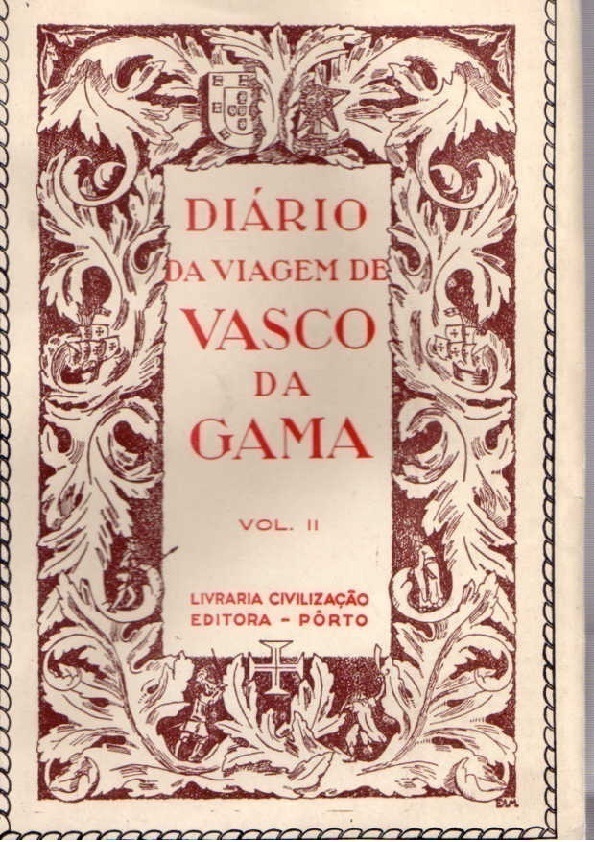 DIÁRIO
DA VIAGEM DE
VASCO
DA
GAMA
VOL. II
LIVRARIA CIVILIZAÇÃO
EDITORA - PÔRTO